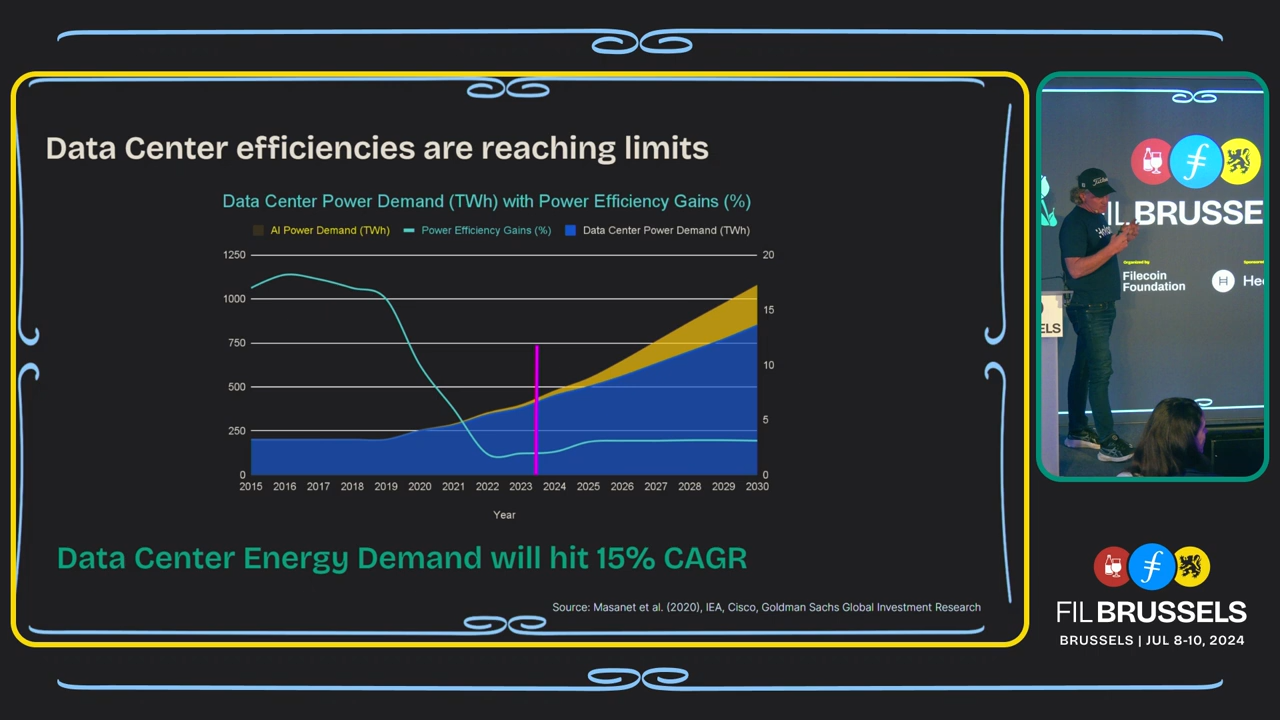 Data Center efficiencies are reaching limits
Data Center Power Demand (TWh) with Power Efficiency Gains (%)
AI Power Demand (TWh) Power Efficiency Gains (%) Data Center Power Demand (TWh)
1250 20
1000 15
750 10
500 5
250
0 0
2015 2016 2017 2018 2019 2020 2021 2022 2023 2024 2025 2026 2027 2028 2029 2030
Year
Data Center Energy Demand will hit 15% CAGR
Source: Masanet et al. (2020), IEA, Cisco, Goldman Sachs Global Investment Research
IL BRUSSE
Organized by
Filecoin
Foundation
Hec
ELS
FIL BRUSSELS
BRUSSELS | JUL 8-10, 2024